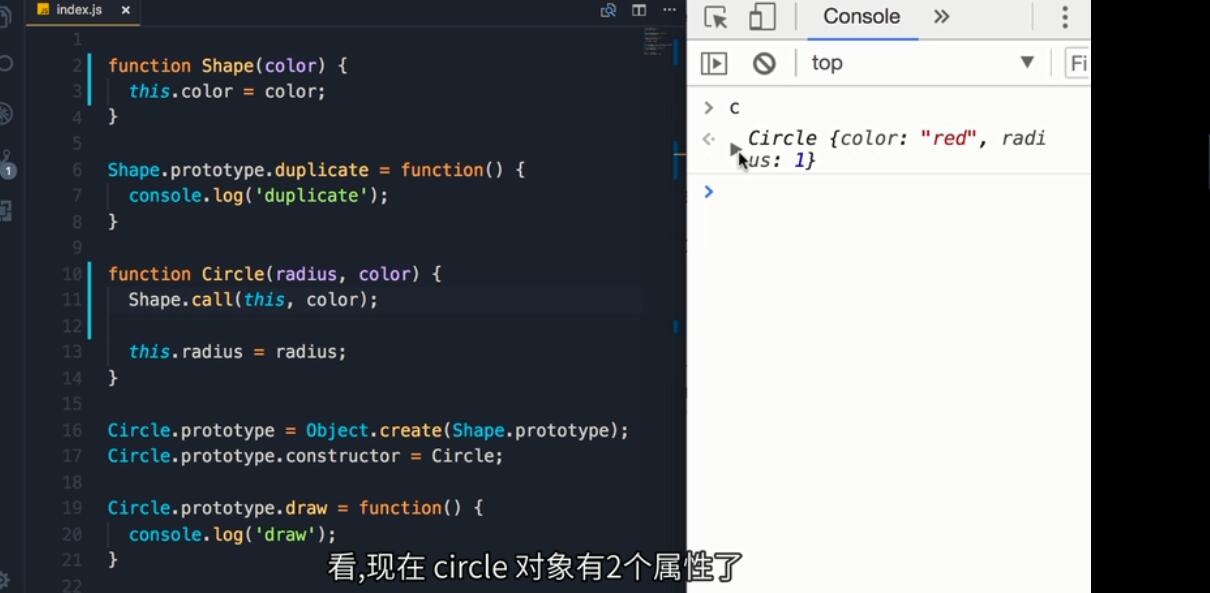 index.js
1
2 function Shape(color) {
3 this.color = color;
4 }
5
6 Shape.prototype.duplicate = function() {
7 console.log('duplicate');
8 }
9
10 function Circle(radius, color) {
11 Shape.call(this, color);
12
13 this.radius = radius;
14 }
15
16 Circle.prototype = Object.create(Shape.prototype);
17 Circle.prototype.constructor = Circle;
18
19 Circle.prototype.draw = function() {
20 console.log('draw');
21 }
22
1
Console
top
Fi
c
Circle {color: "red", radi
us: 1}
看,现在 circle 对象有2个属性了